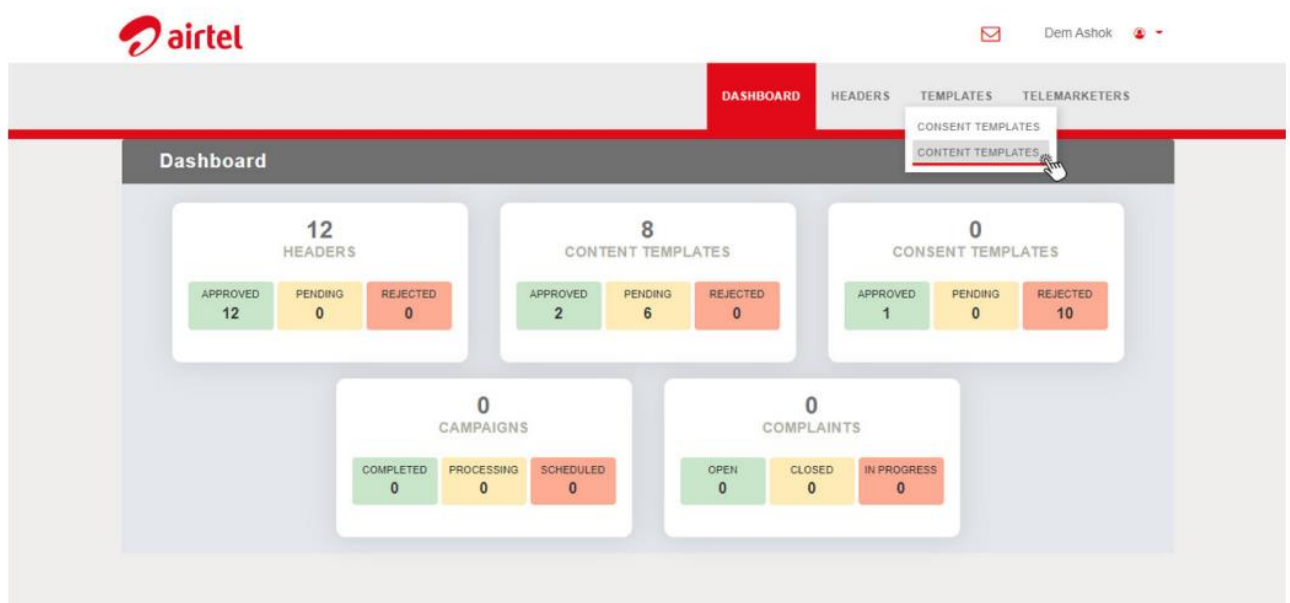 airtel
Dem Ashok
DASHBOARD HEADERS TEMPLATES TELEMARKETERS
CONSENT TEMPLATES
CONTENT TEMPLATES
Dashboard
12
HEADERS
APPROVED PENDING REJECTED
12 0 0
8
CONTENT TEMPLATES
APPROVED PENDING REJECTED
2 6 0
0
CONSENT TEMPLATES
APPROVED PENDING REJECTED
1 0 10
0
CAMPAIGNS
COMPLETED PROCESSING SCHEDULED
0 0 0
0
COMPLAINTS
OPEN CLOSED IN PROGRESS
0 0 0